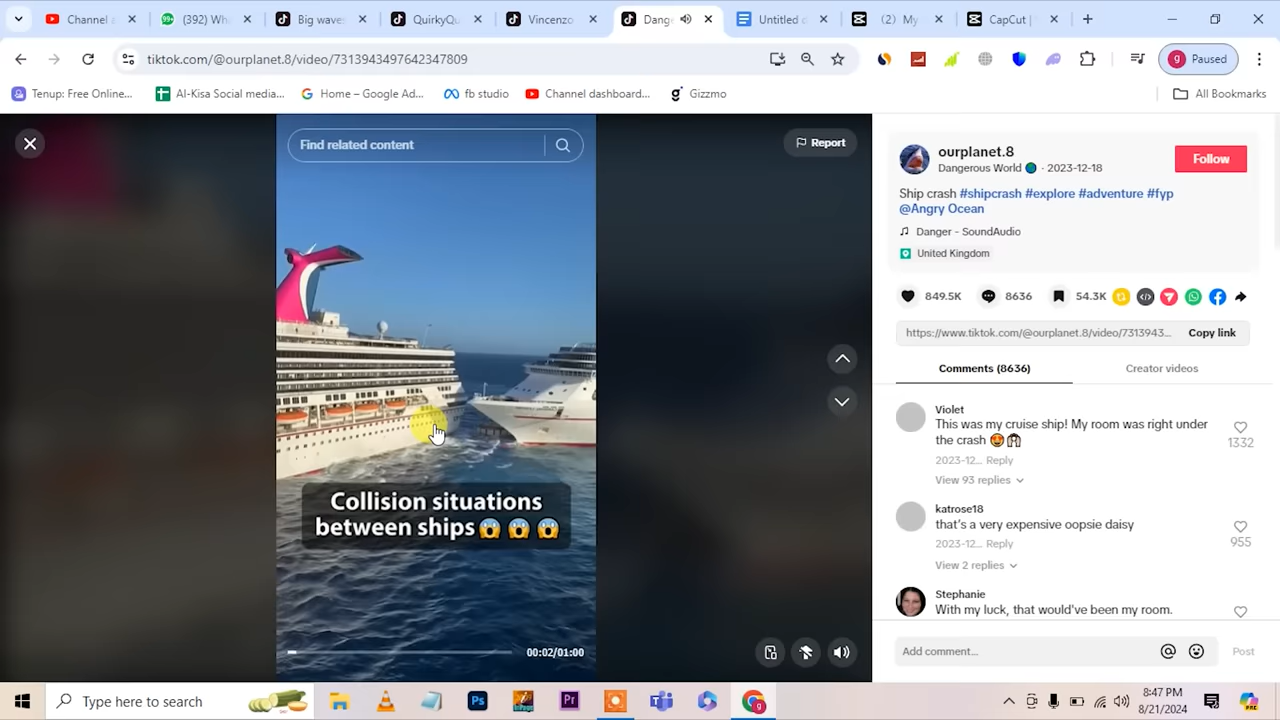 Channel c
(392) Wh
Big waves
QuirkyQu
Vincenzo
Dange
Untitled d
(2) My
CapCut |
tiktok.com/@ourplanet.8/video/7313943497642347809
g
Paused
Tenup: Free Online...
Al-Kisa Social media...
Home – Google Ad...
fb studio
Channel dashboard...
Gizzmo
All Bookmarks
Find related content
Report
Collision situations
between ships😱😱😱
00:02/01:00
ourplanet.8
Dangerous World 🌍 · 2023-12-18
Follow
Ship crash #shipcrash #explore #adventure #fyp
@Angry Ocean
Danger - SoundAudio
United Kingdom
849.5K
8636
54.3K
https://www.tiktok.com/@ourplanet.8/video/7313943...
Copy link
Comments (8636)
Creator videos
Violet
This was my cruise ship! My room was right under
the crash
1332
2023-12... Reply
View 93 replies
katrose18
that's a very expensive oopsie daisy
955
2023-12... Reply
View 2 replies
Stephanie
With my luck, that would've been my room.
Add comment...
Post
Type here to search
Ps
Pr
8:47 PM
8/21/2024